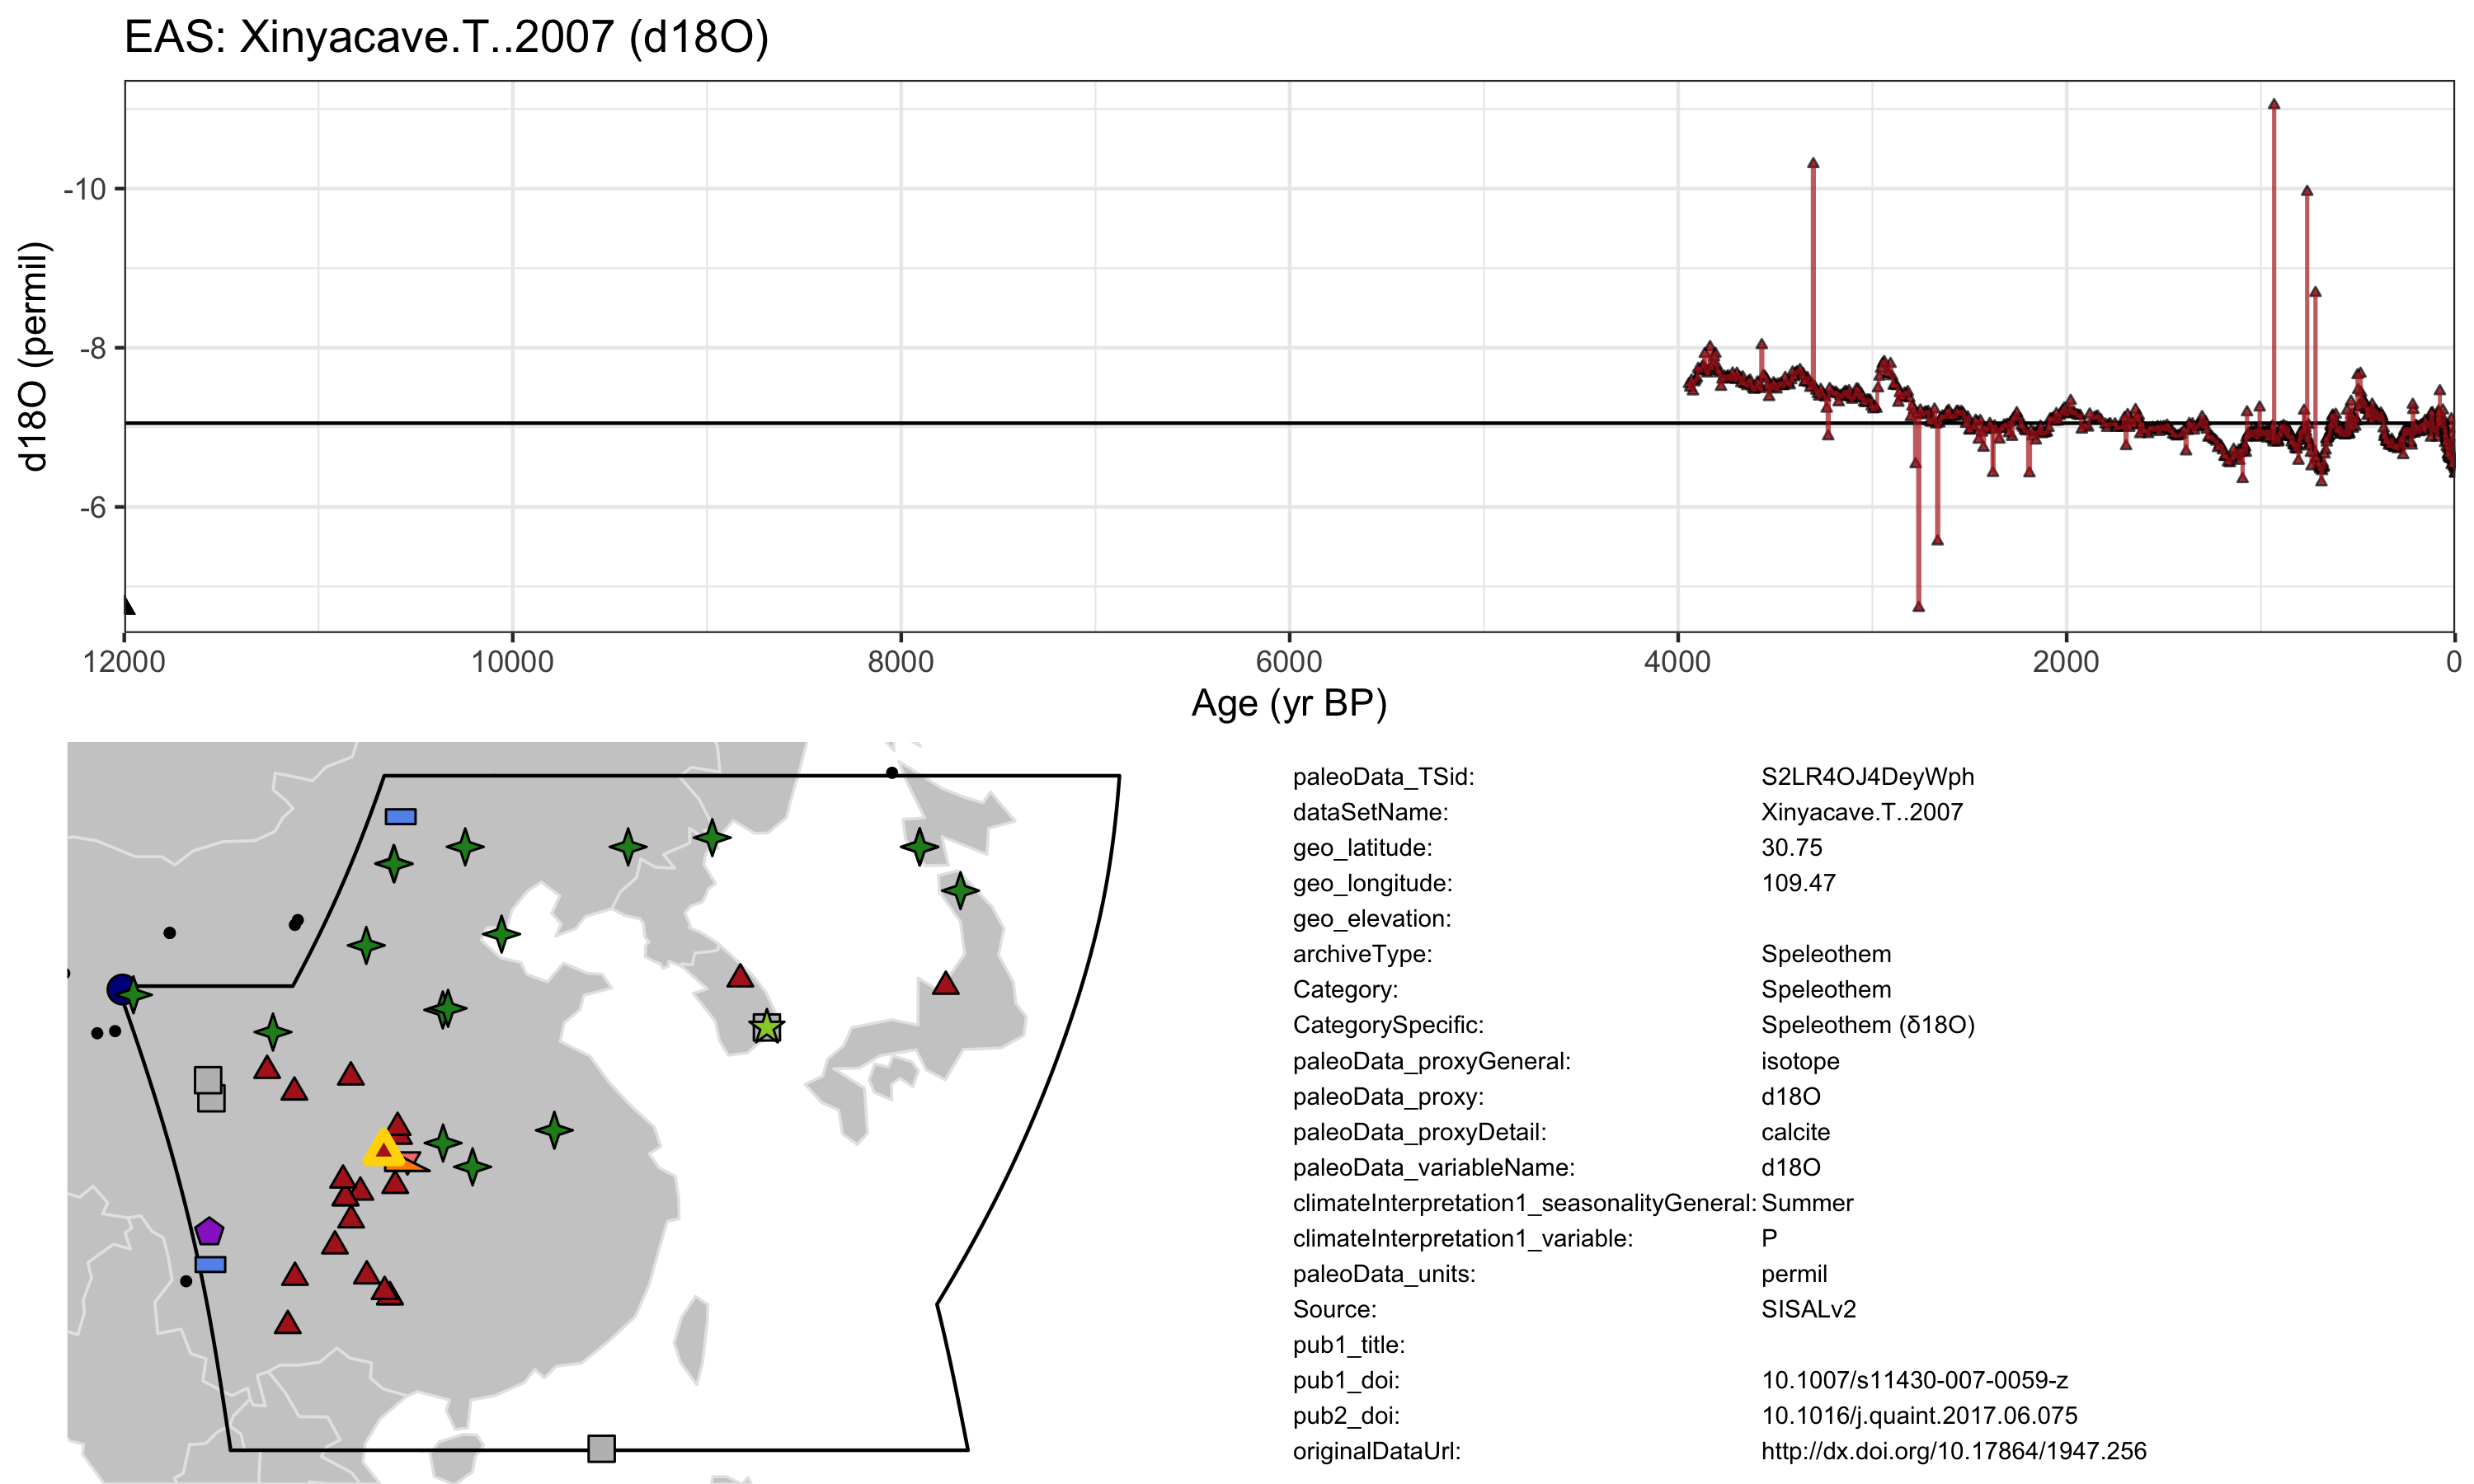 EAS: Xinyacave.T..2007 (d18O)
d18O (permil)
-10
-8
-6
12000 10000 8000 6000 4000 2000 0
Age (yr BP)
paleoData_TSid: S2LR4OJ4DeyWph
dataSetName: Xinyacave.T..2007
geo_latitude: 30.75
geo_longitude: 109.47
geo_elevation:
archiveType: Speleothem
Category: Speleothem
CategorySpecific: Speleothem (δ18O)
paleoData_proxyGeneral: isotope
paleoData_proxy: d18O
paleoData_proxyDetail: calcite
paleoData_variableName: d18O
climateInterpretation1_seasonalityGeneral: Summer
climateInterpretation1_variable: P
paleoData_units: permil
Source: SISALv2
pub1_title:
pub1_doi: 10.1007/s11430-007-0059-z
pub2_doi: 10.1016/j.quaint.2017.06.075
originalDataUrl: http://dx.doi.org/10.17864/1947.256